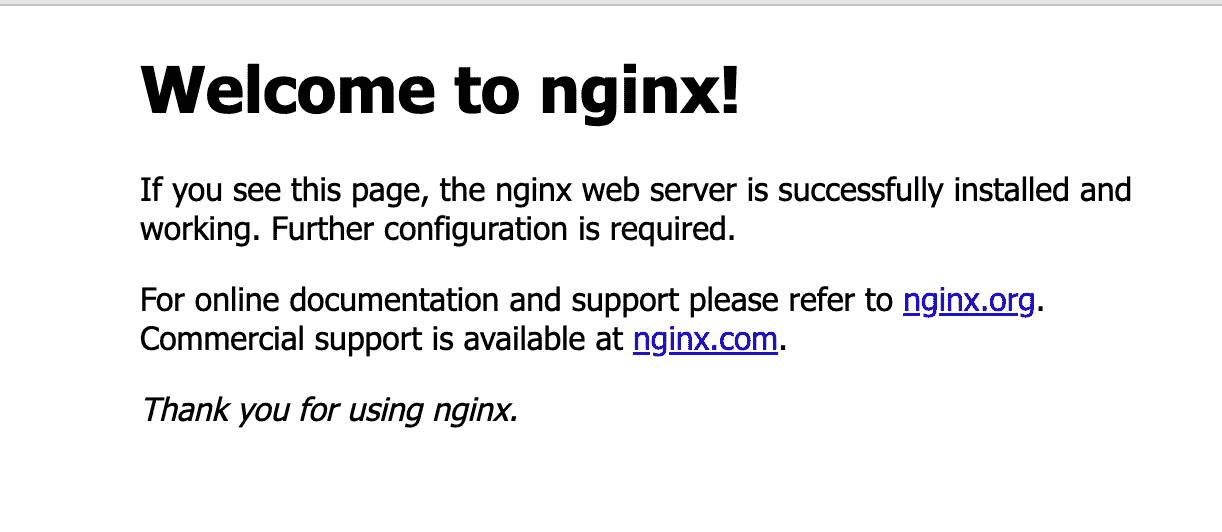 Welcome to nginx!
If you see this page, the nginx web server is successfully installed and
working. Further configuration is required.
For online documentation and support please refer to nginx.org.
Commercial support is available at nginx.com.
Thank you for using nginx.